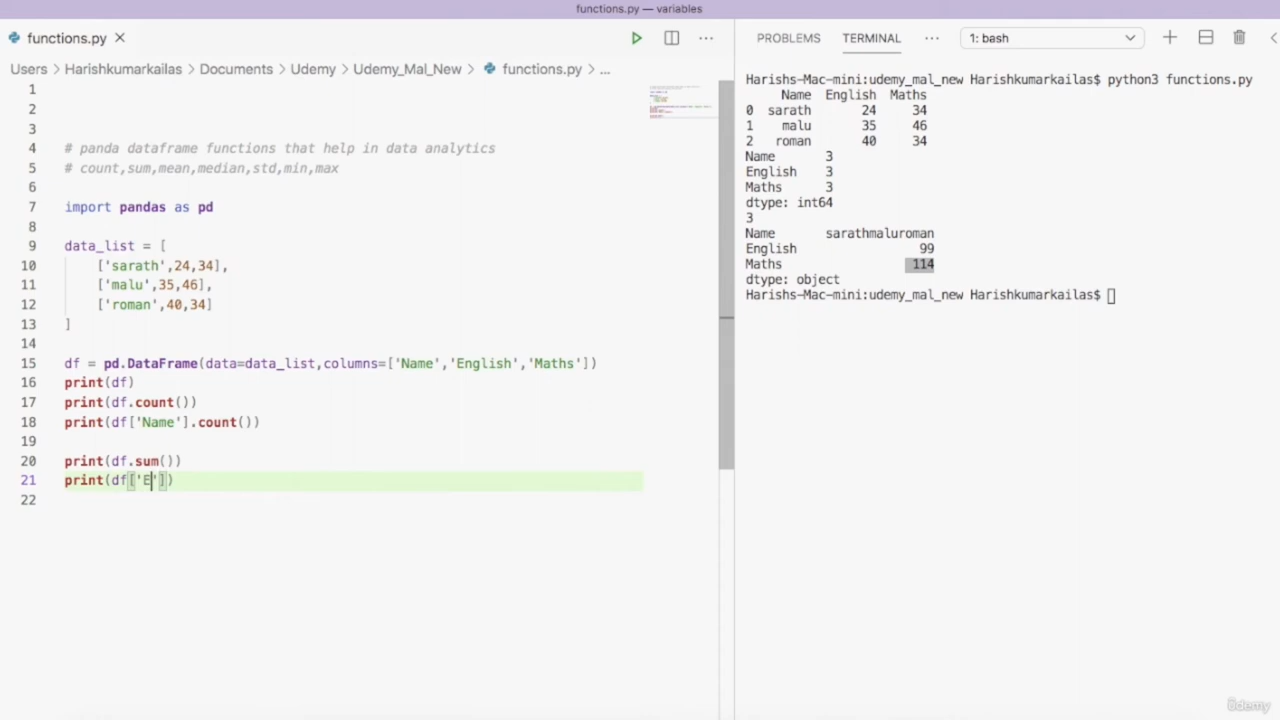 functions.py — variables
functions.py
Users > Harishkumarkailas > Documents > Udemy > Udemy_Mal_New > functions.py > ...
1
2
3
4 # panda dataframe functions that help in data analytics
5 # count,sum,mean,median,std,min,max
6
7 import pandas as pd
8
9 data_list = [
10 ['sarath',24,34],
11 ['malu',35,46],
12 ['roman',40,34]
13 ]
14
15 df = pd.DataFrame(data=data_list,columns=['Name','English','Maths'])
16 print(df)
17 print(df.count())
18 print(df['Name'].count())
19
20 print(df.sum())
21 print(df['E'])
22
PROBLEMS TERMINAL ... 1: bash
Harishs-Mac-mini:udemy_mal_new Harishkumarkailas$ python3 functions.py
Name English Maths
0 sarath 24 34
1 malu 35 46
2 roman 40 34
Name 3
English 3
Maths 3
dtype: int64
3
Name sarathmaluroman
English 99
Maths 114
dtype: object
Harishs-Mac-mini:udemy_mal_new Harishkumarkailas$
Udemy